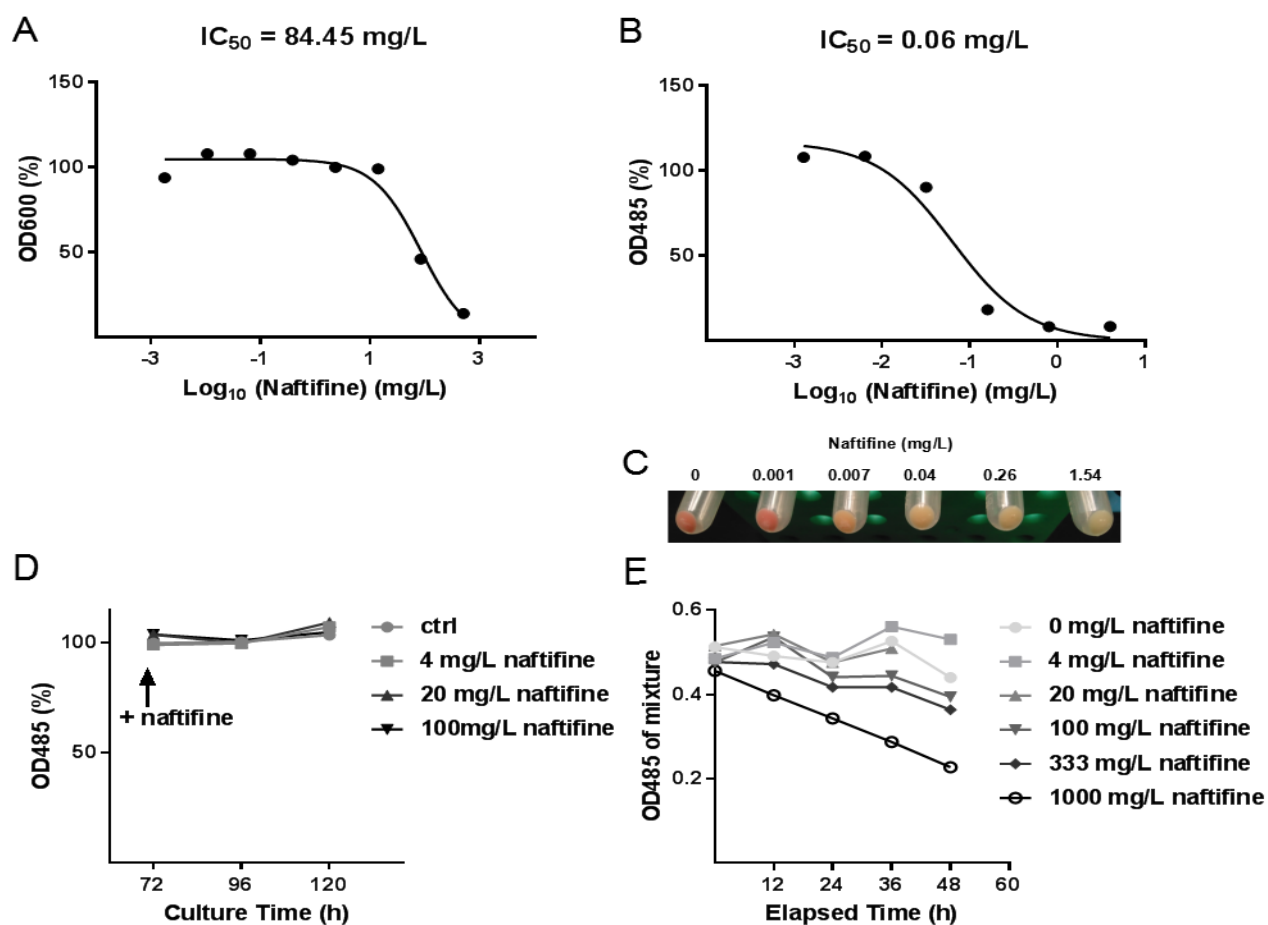 A
IC50 = 84.45 mg/L
150
100
50
OD600 (%)
-3
-1
1
3
Log10 (Naftifine) (mg/L)
B
IC50 = 0.06 mg/L
150
100
50
OD485 (%)
-3
-2
-1
0
1
Log10 (Naftifine) (mg/L)
C
Naftifine (mg/L)
0
0.001
0.007
0.04
0.26
1.54
D
100
50
OD485 (%)
+ naftifine
72
96
120
Culture Time (h)
ctrl
4 mg/L naftifine
20 mg/L naftifine
100mg/L naftifine
E
0.6
0.4
0.2
OD485 of mixture
12
24
36
48
60
Elapsed Time (h)
0 mg/L naftifine
4 mg/L naftifine
20 mg/L naftifine
100 mg/L naftifine
333 mg/L naftifine
1000 mg/L naftifine